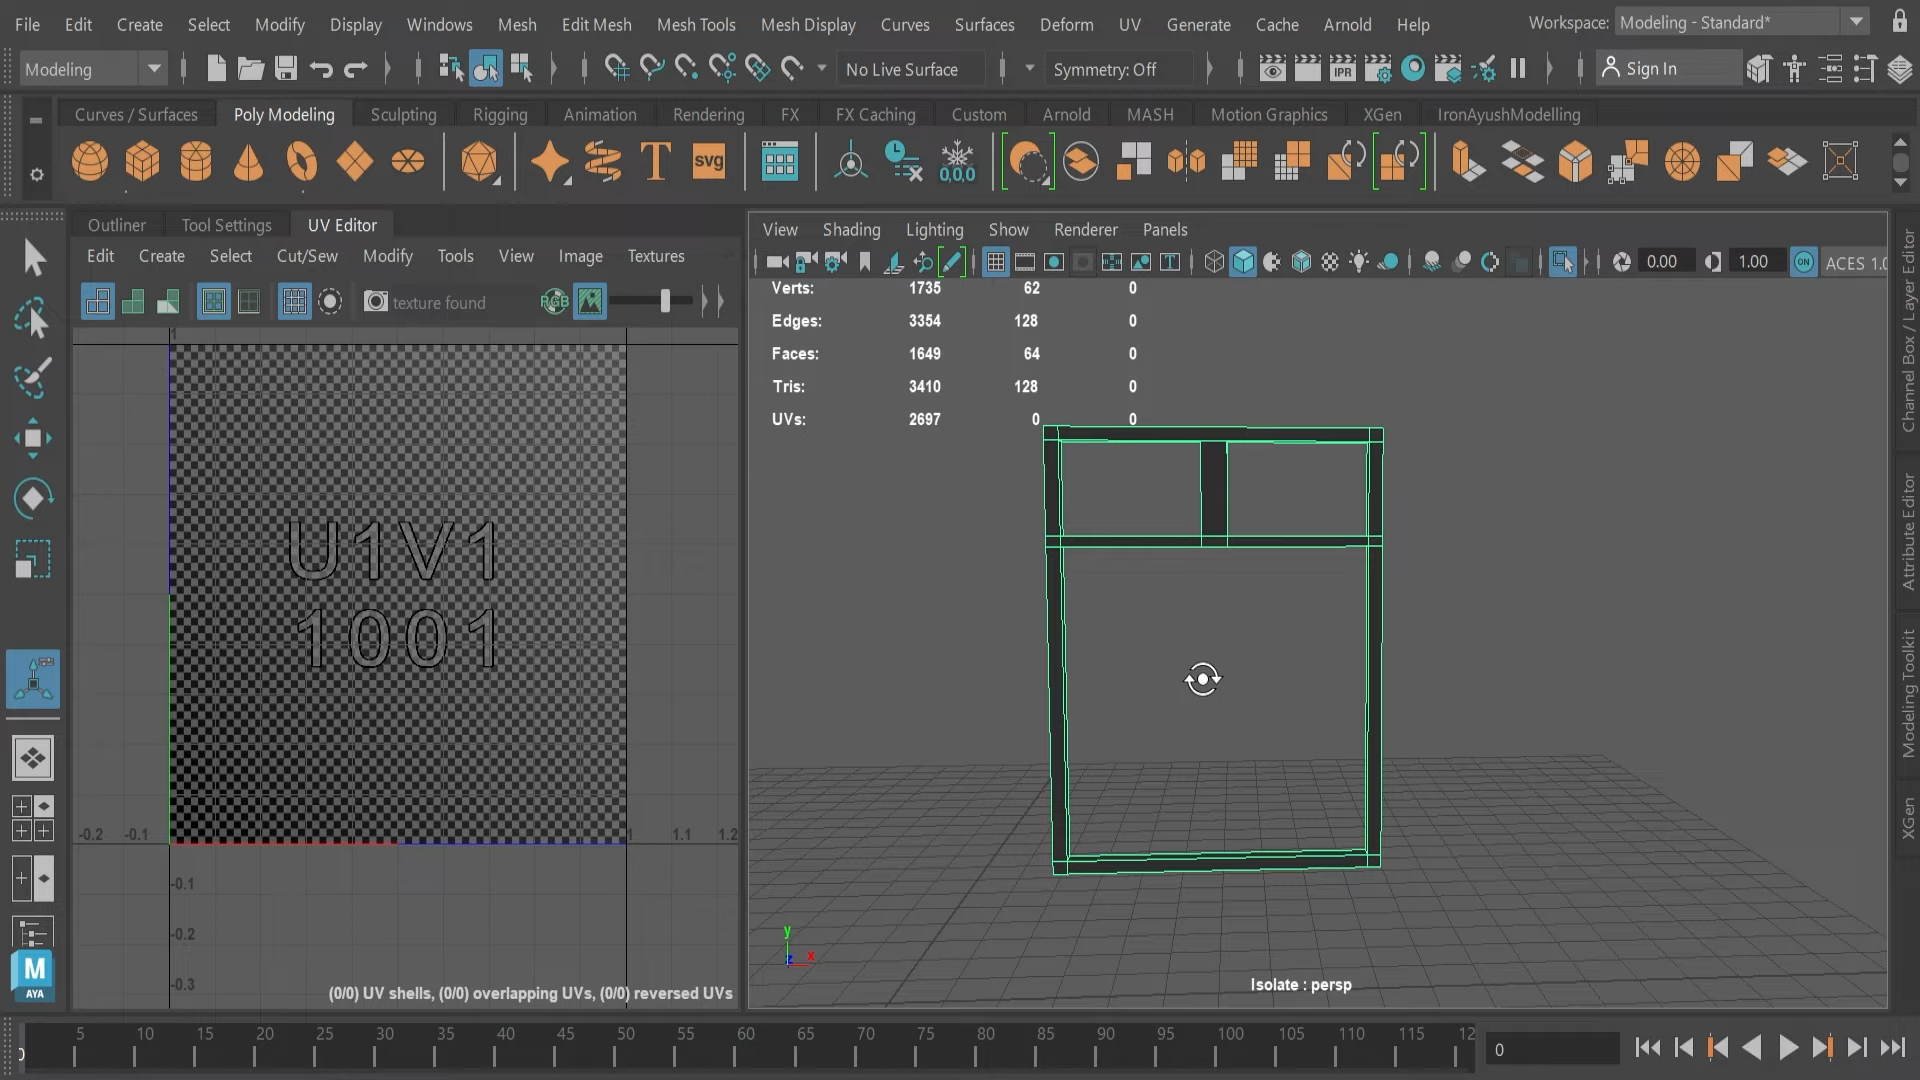 File Edit Create Select Modify Display Windows Mesh Edit Mesh Mesh Tools Mesh Display Curves Surfaces Deform UV Generate Cache Arnold Help Workspace: Modeling - Standard*
Modeling No Live Surface Symmetry: Off IPR Sign In
Curves / Surfaces Poly Modeling Sculpting Rigging Animation Rendering FX FX Caching Custom Arnold MASH Motion Graphics XGen IronAyushModelling
T svg 0,0,0
Outliner Tool Settings UV Editor
Edit Create Select Cut/Sew Modify Tools View Image Textures
texture found RGB
View Shading Lighting Show Renderer Panels
0.00 1.00 ON ACES 1.0
Verts: 1735 62 0
Edges: 3354 128 0
Faces: 1649 64 0
Tris: 3410 128 0
UVs: 2697 0 0
1
U1V1
1001
-0.2 -0.1 1 1.1 1.2
-0.1
-0.2
-0.3
(0/0) UV shells, (0/0) overlapping UVs, (0/0) reversed UVs
y
z x
Isolate : persp
Channel Box / Layer Editor
Attribute Editor
Modeling Toolkit
XGen
M
AYA
5 10 15 20 25 30 35 40 45 50 55 60 65 70 75 80 85 90 95 100 105 110 115 12
0 0